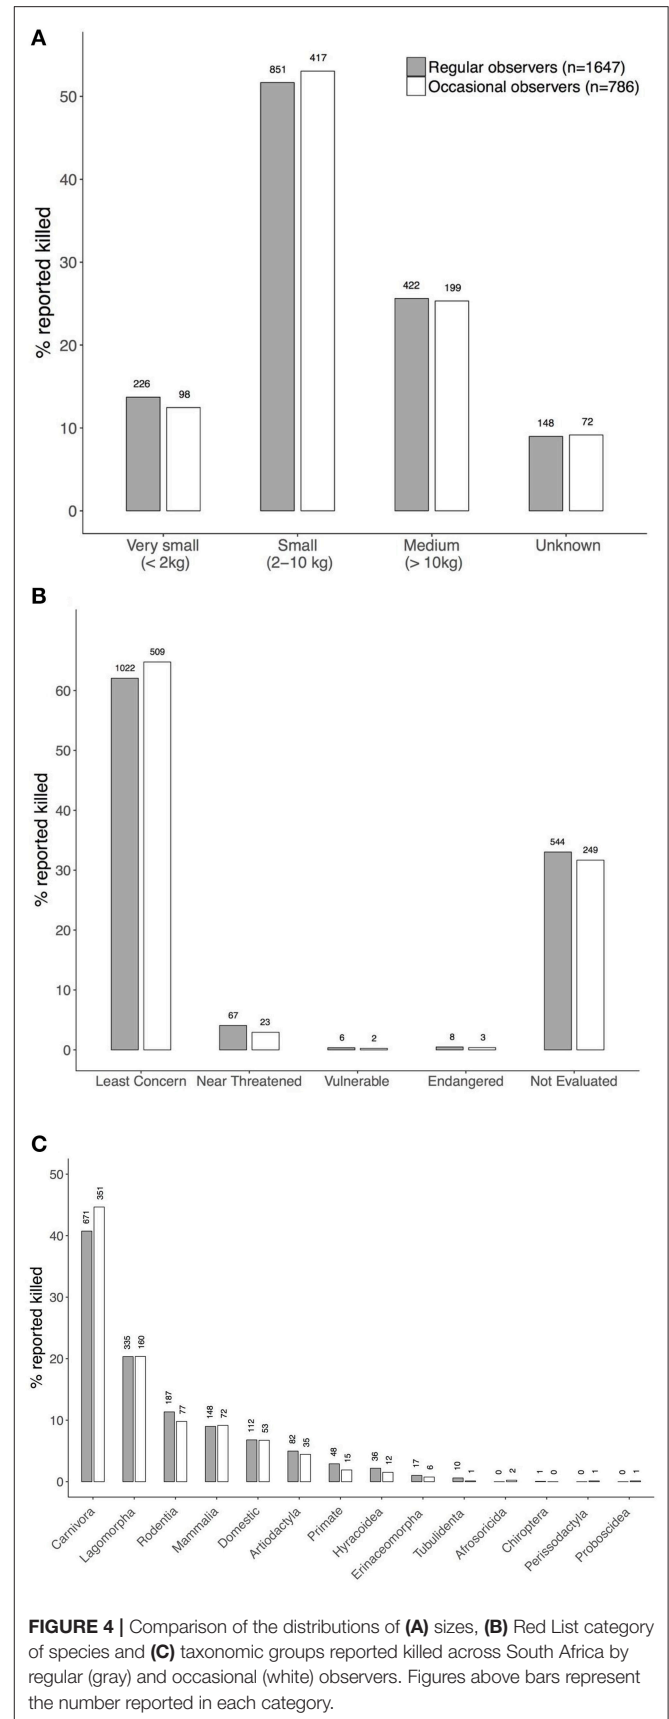 A
851
417
Regular observers (n=1647)
Occasional observers (n=786)
50
40
30
20
10
0
% reported killed
422
199
226
98
148
72
Very small
(< 2kg)
Small
(2–10 kg)
Medium
(> 10kg)
Unknown
B
1022
509
60
50
40
30
20
10
0
% reported killed
544
249
67
23
6
2
8
3
Least Concern
Near Threatened
Vulnerable
Endangered
Not Evaluated
C
50
40
30
20
10
0
% reported killed
671
351
335
160
187
77
148
72
112
53
82
35
48
15
36
12
17
6
10
1
0
2
1
0
0
1
0
1
Carnivora
Lagomorpha
Rodentia
Mammalia
Domestic
Artiodactyla
Primate
Hyracoidea
Erinaceomorpha
Tubulidenta
Afrosoricida
Chiroptera
Perissodactyla
Proboscidea
FIGURE 4 | Comparison of the distributions of (A) sizes, (B) Red List category
of species and (C) taxonomic groups reported killed across South Africa by
regular (gray) and occasional (white) observers. Figures above bars represent
the number reported in each category.